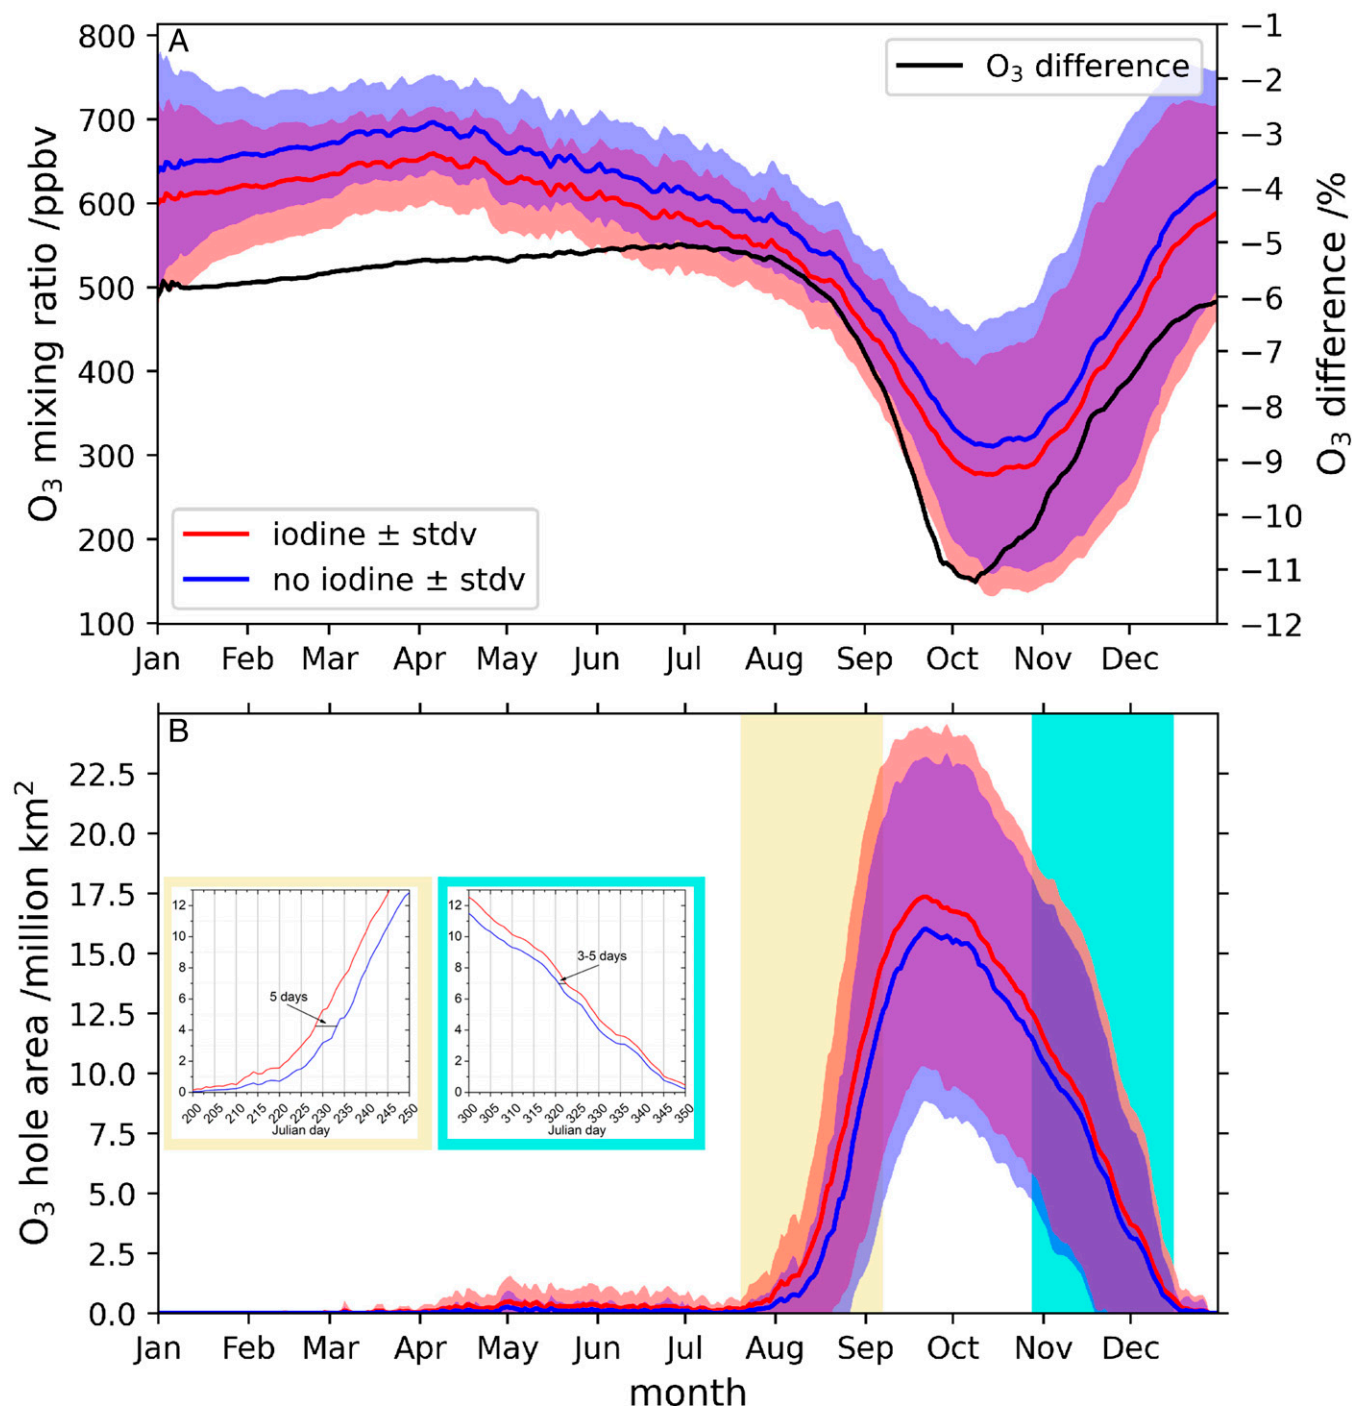 A
O₃ difference
800
700
600
500
400
300
200
100
O₃ mixing ratio /ppbv
−1
−2
−3
−4
−5
−6
−7
−8
−9
−10
−11
−12
O₃ difference /%
iodine ± stdv
no iodine ± stdv
Jan Feb Mar Apr May Jun Jul Aug Sep Oct Nov Dec
B
22.5
20.0
17.5
15.0
12.5
10.0
7.5
5.0
2.5
0.0
O₃ hole area /million km²
12
10
8
6
4
2
0
5 days
200 205 210 215 220 225 230 235 240 245 250
Julian day
12
10
8
6
4
2
0
3-5 days
300 305 310 315 320 325 330 335 340 345 350
Julian day
Jan Feb Mar Apr May Jun Jul Aug Sep Oct Nov Dec
month